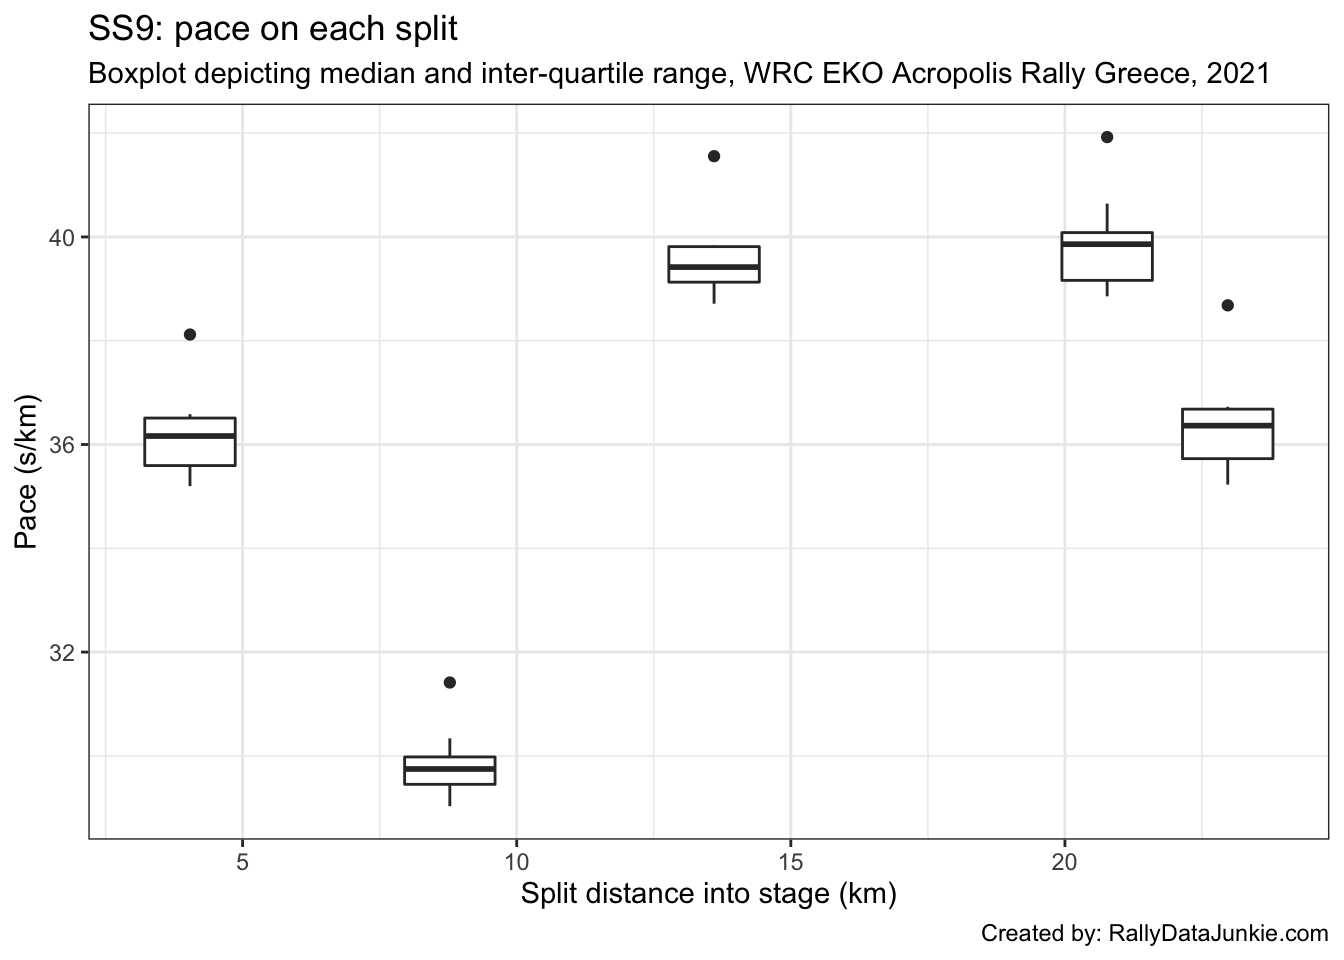 SS9: pace on each split
Boxplot depicting median and inter-quartile range, WRC EKO Acropolis Rally Greece, 2021
40
36
32
Pace (s/km)
5 10 15 20
Split distance into stage (km)
Created by: RallyDataJunkie.com